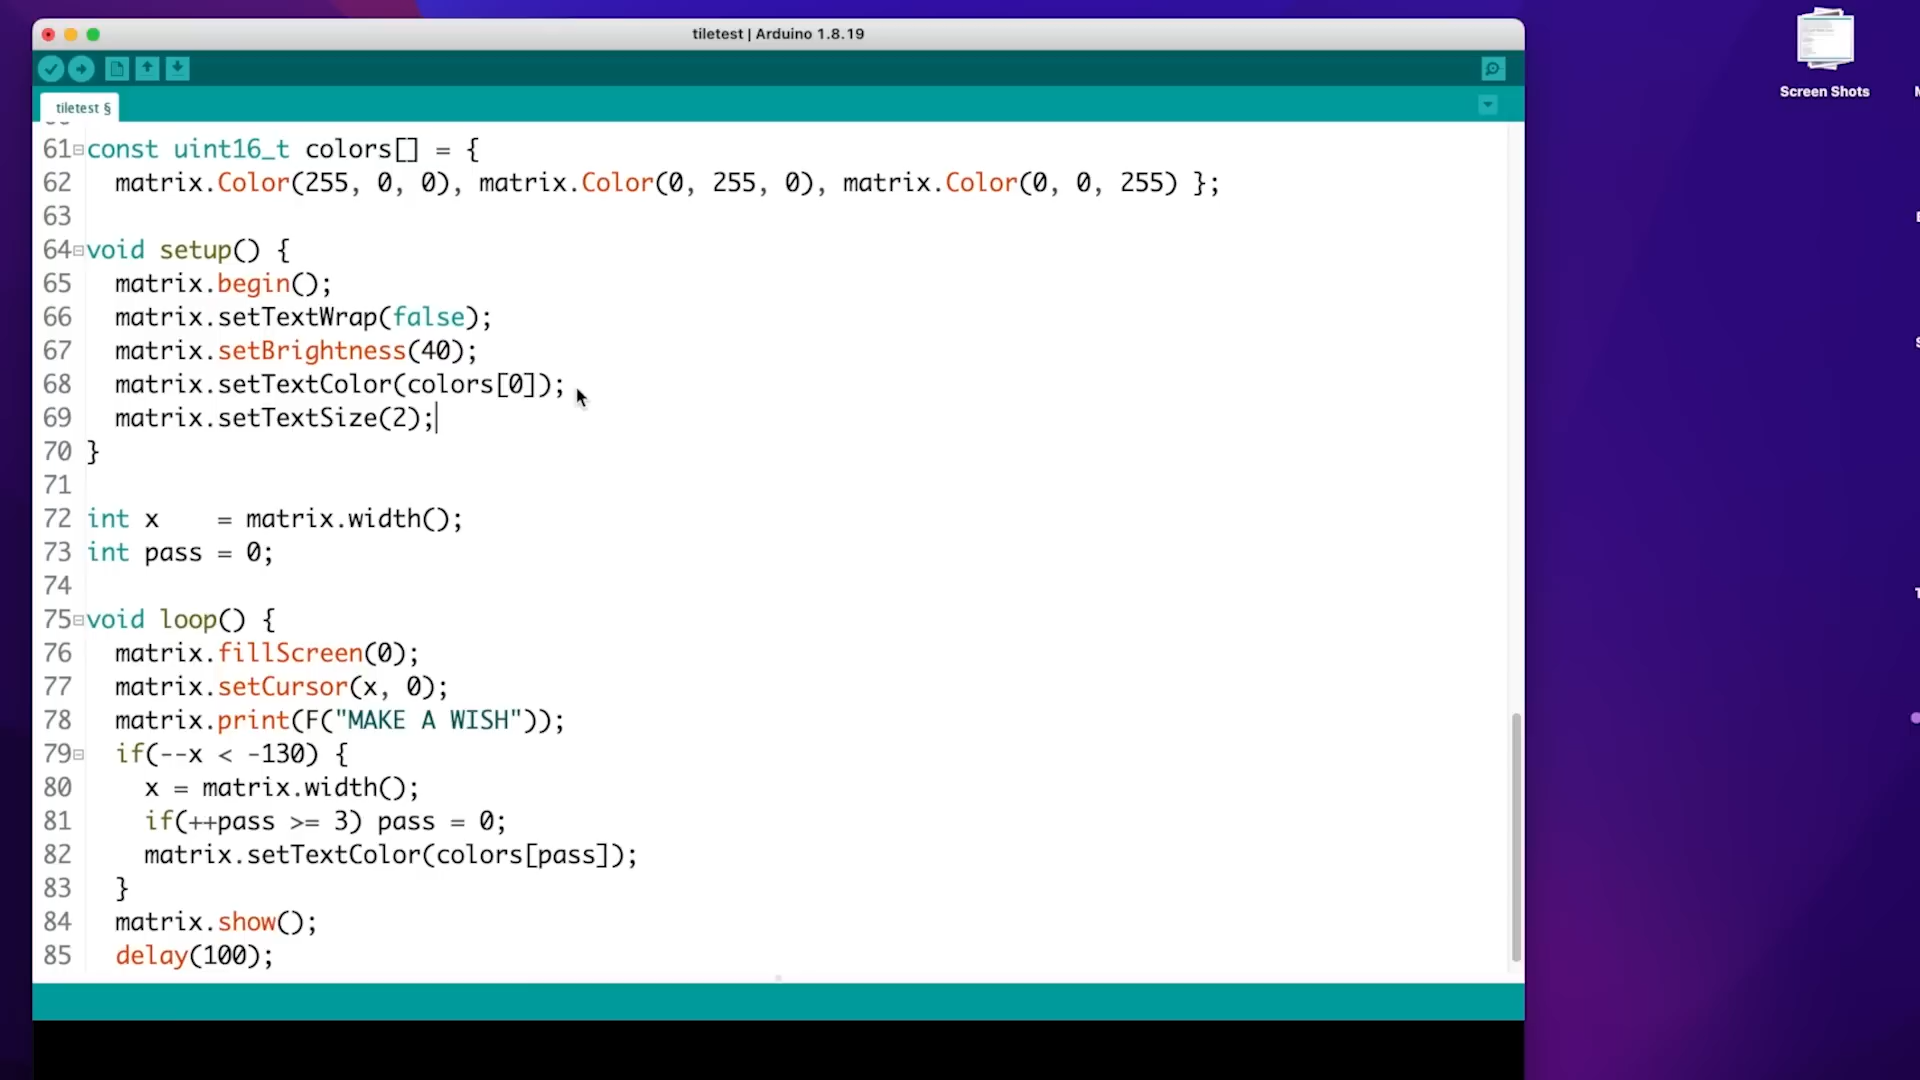 tiletest | Arduino 1.8.19
Screen Shots
tiletest §
61 const uint16_t colors[] = {
62   matrix.Color(255, 0, 0), matrix.Color(0, 255, 0), matrix.Color(0, 0, 255) };
63
64 void setup() {
65   matrix.begin();
66   matrix.setTextWrap(false);
67   matrix.setBrightness(40);
68   matrix.setTextColor(colors[0]);
69   matrix.setTextSize(2);
70 }
71
72 int x    = matrix.width();
73 int pass = 0;
74
75 void loop() {
76   matrix.fillScreen(0);
77   matrix.setCursor(x, 0);
78   matrix.print(F("MAKE A WISH"));
79   if(--x < -130) {
80     x = matrix.width();
81     if(++pass >= 3) pass = 0;
82     matrix.setTextColor(colors[pass]);
83   }
84   matrix.show();
85   delay(100);